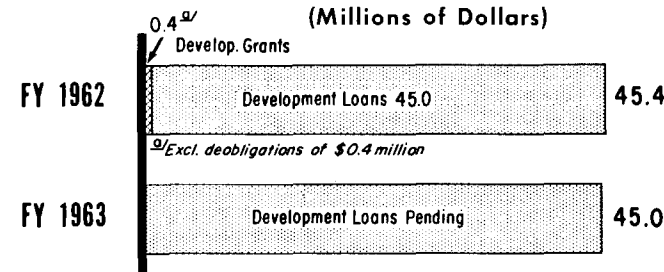 (Millions of Dollars)
0.4 a/
Develop. Grants
FY 1962
Development Loans 45.0
45.4
a/Excl. deobligations of $0.4 million
FY 1963
Development Loans Pending
45.0